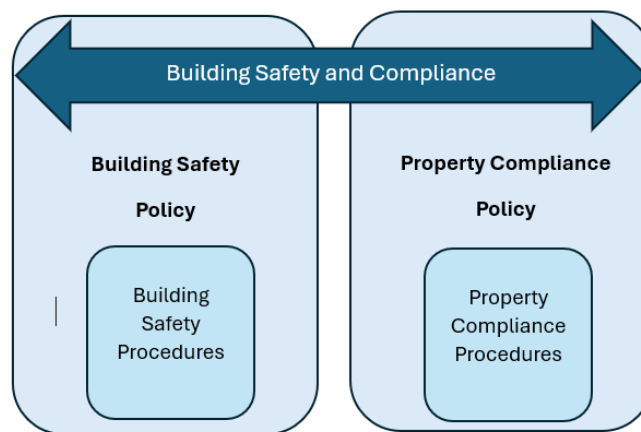 Building Safety and Compliance
Building Safety
Policy
Building
Safety
Procedures
Property Compliance
Policy
Property
Compliance
Procedures